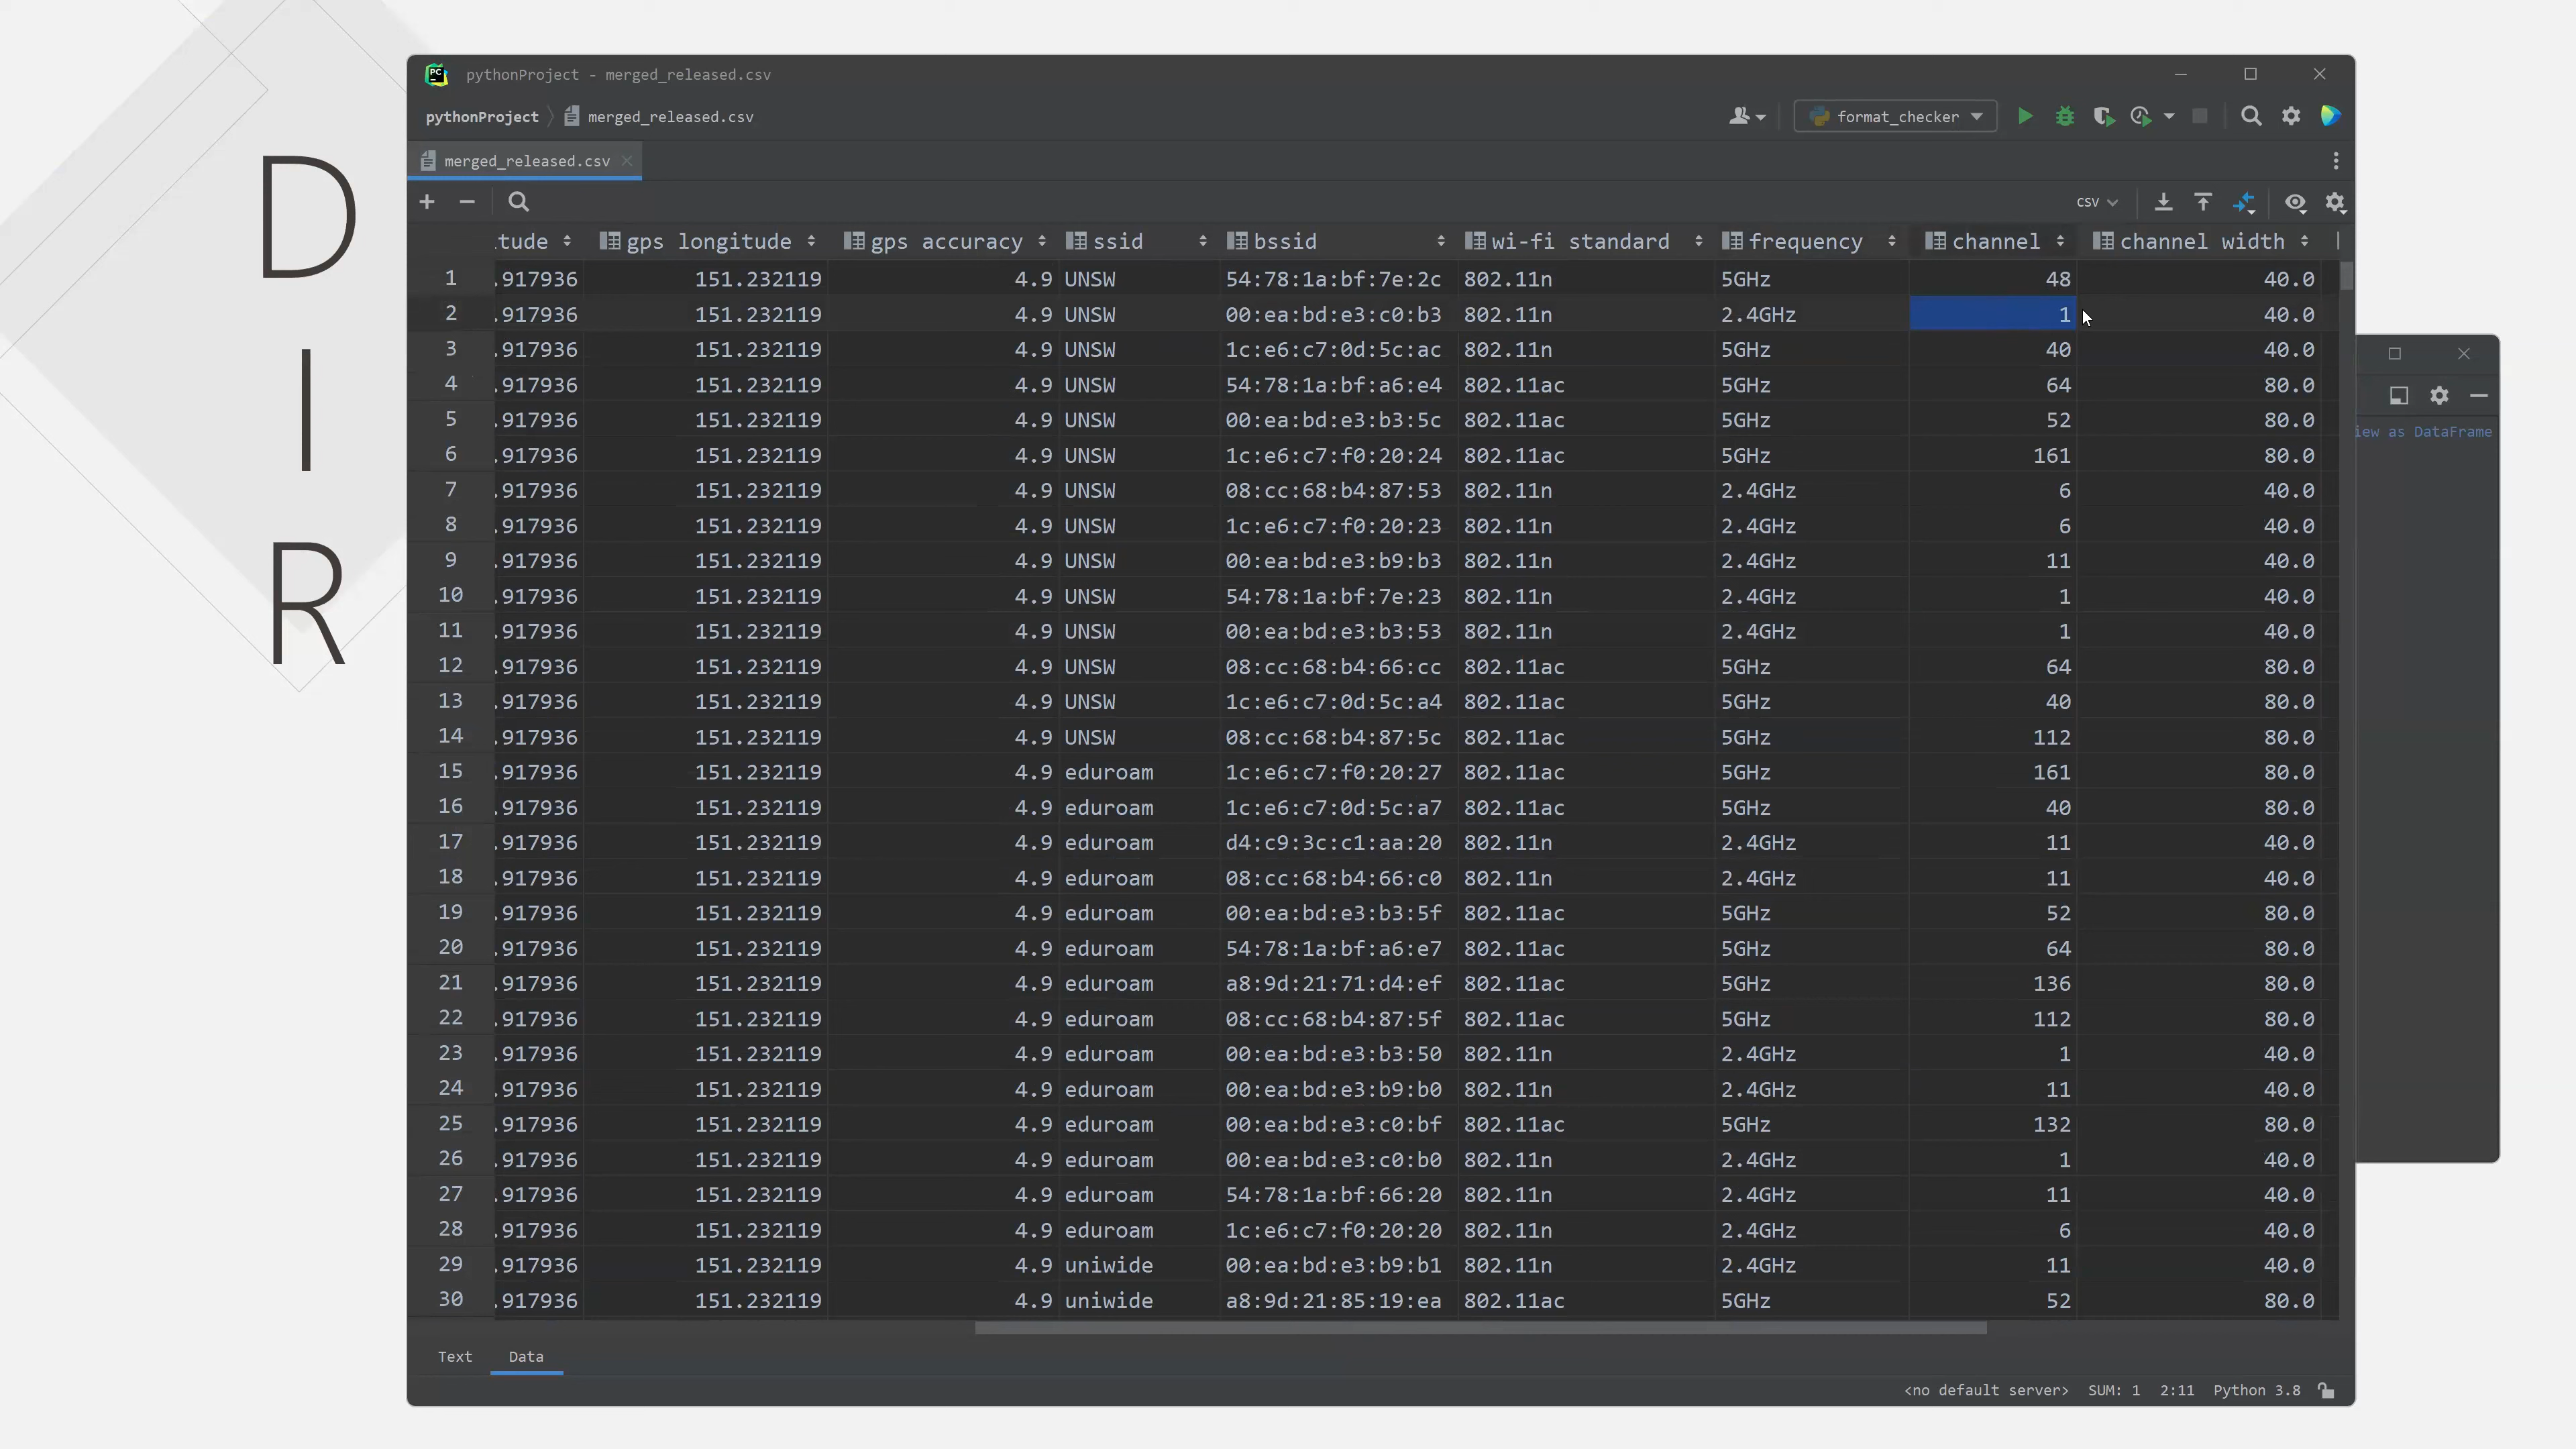 D
I
R
PC pythonProject - merged_released.csv
pythonProject merged_released.csv format_checker
merged_released.csv
csv
.tude gps longitude gps accuracy ssid bssid wi-fi standard frequency channel channel width
1 .917936 151.232119 4.9 UNSW 54:78:1a:bf:7e:2c 802.11n 5GHz 48 40.0
2 .917936 151.232119 4.9 UNSW 00:ea:bd:e3:c0:b3 802.11n 2.4GHz 1 40.0
3 .917936 151.232119 4.9 UNSW 1c:e6:c7:0d:5c:ac 802.11n 5GHz 40 40.0
4 .917936 151.232119 4.9 UNSW 54:78:1a:bf:a6:e4 802.11ac 5GHz 64 80.0
5 .917936 151.232119 4.9 UNSW 00:ea:bd:e3:b3:5c 802.11ac 5GHz 52 80.0
6 .917936 151.232119 4.9 UNSW 1c:e6:c7:f0:20:24 802.11ac 5GHz 161 80.0
7 .917936 151.232119 4.9 UNSW 08:cc:68:b4:87:53 802.11n 2.4GHz 6 40.0
8 .917936 151.232119 4.9 UNSW 1c:e6:c7:f0:20:23 802.11n 2.4GHz 6 40.0
9 .917936 151.232119 4.9 UNSW 00:ea:bd:e3:b9:b3 802.11n 2.4GHz 11 40.0
10 .917936 151.232119 4.9 UNSW 54:78:1a:bf:7e:23 802.11n 2.4GHz 1 40.0
11 .917936 151.232119 4.9 UNSW 00:ea:bd:e3:b3:53 802.11n 2.4GHz 1 40.0
12 .917936 151.232119 4.9 UNSW 08:cc:68:b4:66:cc 802.11ac 5GHz 64 80.0
13 .917936 151.232119 4.9 UNSW 1c:e6:c7:0d:5c:a4 802.11ac 5GHz 40 80.0
14 .917936 151.232119 4.9 UNSW 08:cc:68:b4:87:5c 802.11ac 5GHz 112 80.0
15 .917936 151.232119 4.9 eduroam 1c:e6:c7:f0:20:27 802.11ac 5GHz 161 80.0
16 .917936 151.232119 4.9 eduroam 1c:e6:c7:0d:5c:a7 802.11ac 5GHz 40 80.0
17 .917936 151.232119 4.9 eduroam d4:c9:3c:c1:aa:20 802.11n 2.4GHz 11 40.0
18 .917936 151.232119 4.9 eduroam 08:cc:68:b4:66:c0 802.11n 2.4GHz 11 40.0
19 .917936 151.232119 4.9 eduroam 00:ea:bd:e3:b3:5f 802.11ac 5GHz 52 80.0
20 .917936 151.232119 4.9 eduroam 54:78:1a:bf:a6:e7 802.11ac 5GHz 64 80.0
21 .917936 151.232119 4.9 eduroam a8:9d:21:71:d4:ef 802.11ac 5GHz 136 80.0
22 .917936 151.232119 4.9 eduroam 08:cc:68:b4:87:5f 802.11ac 5GHz 112 80.0
23 .917936 151.232119 4.9 eduroam 00:ea:bd:e3:b3:50 802.11n 2.4GHz 1 40.0
24 .917936 151.232119 4.9 eduroam 00:ea:bd:e3:b9:b0 802.11n 2.4GHz 11 40.0
25 .917936 151.232119 4.9 eduroam 00:ea:bd:e3:c0:bf 802.11ac 5GHz 132 80.0
26 .917936 151.232119 4.9 eduroam 00:ea:bd:e3:c0:b0 802.11n 2.4GHz 1 40.0
27 .917936 151.232119 4.9 eduroam 54:78:1a:bf:66:20 802.11n 2.4GHz 11 40.0
28 .917936 151.232119 4.9 eduroam 1c:e6:c7:f0:20:20 802.11n 2.4GHz 6 40.0
29 .917936 151.232119 4.9 uniwide 00:ea:bd:e3:b9:b1 802.11n 2.4GHz 11 40.0
30 .917936 151.232119 4.9 uniwide a8:9d:21:85:19:ea 802.11ac 5GHz 52 80.0
Text Data
<no default server> SUM: 1 2:11 Python 3.8
iew as DataFrame